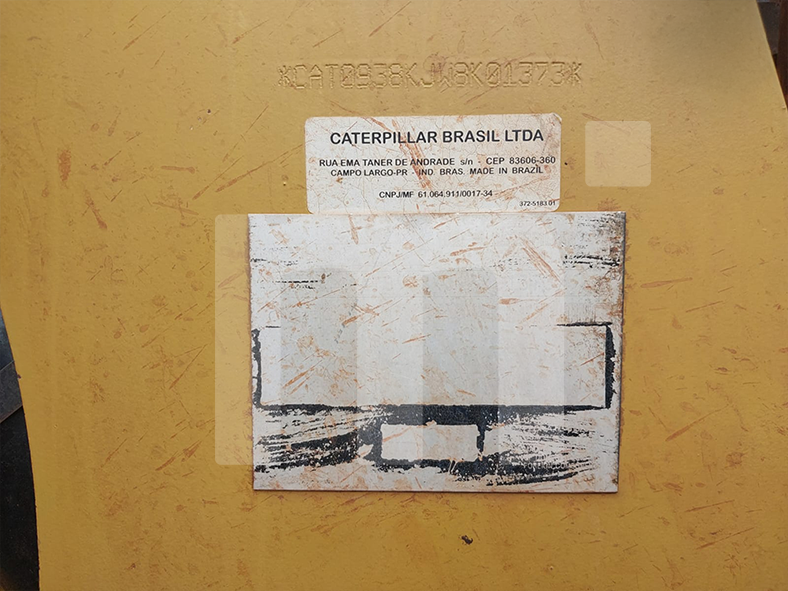 *CAT0938KJW8K01373*
CATERPILLAR BRASIL LTDA
RUA EMA TANER DE ANDRADE s/n - CEP 83606-360
CAMPO LARGO-PR - IND. BRAS. MADE IN BRAZIL
CNPJ/MF 61.064.911/0017-34
372-5183 01